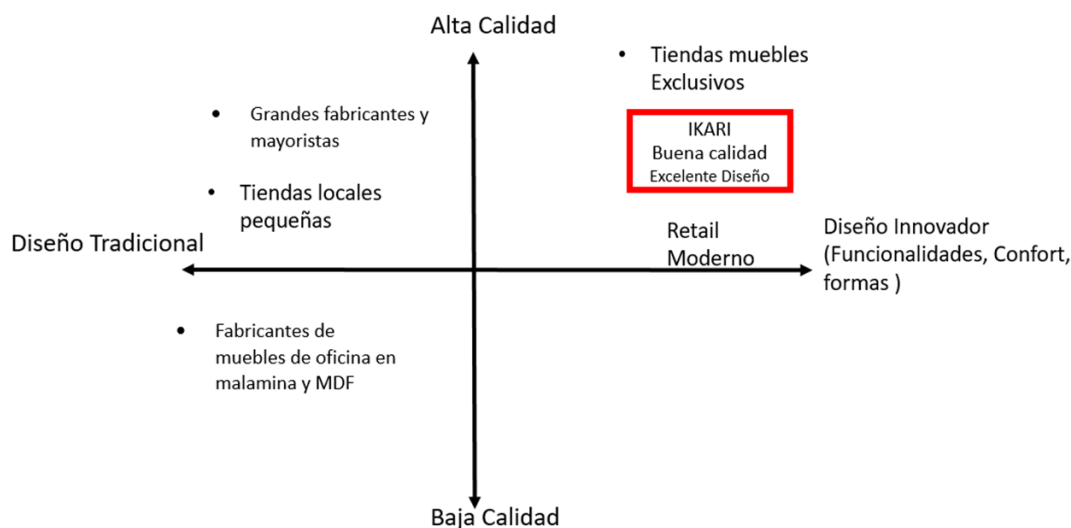 Alta Calidad
• Tiendas muebles
Exclusivos
• Grandes fabricantes y
mayoristas
IKARI
Buena calidad
Excelente Diseño
• Tiendas locales
pequeñas
Diseño Tradicional
Retail
Moderno
Diseño Innovador
(Funcionalidades, Confort,
formas )
• Fabricantes de
muebles de oficina en
malamina y MDF
Baja Calidad